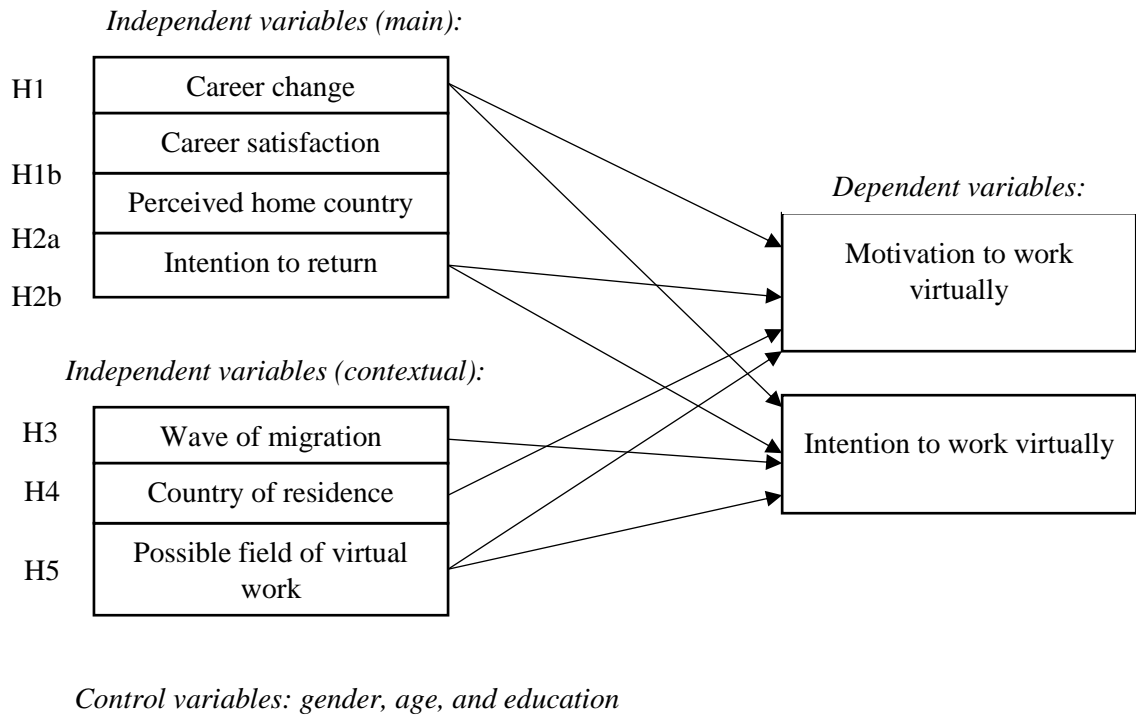 Independent variables (main):
H1
Career change
Career satisfaction
H1b
Perceived home country
H2a
Intention to return
H2b
Dependent variables:
Motivation to work
virtually
Intention to work virtually
Independent variables (contextual):
H3
Wave of migration
H4
Country of residence
H5
Possible field of virtual
work
Control variables: gender, age, and education